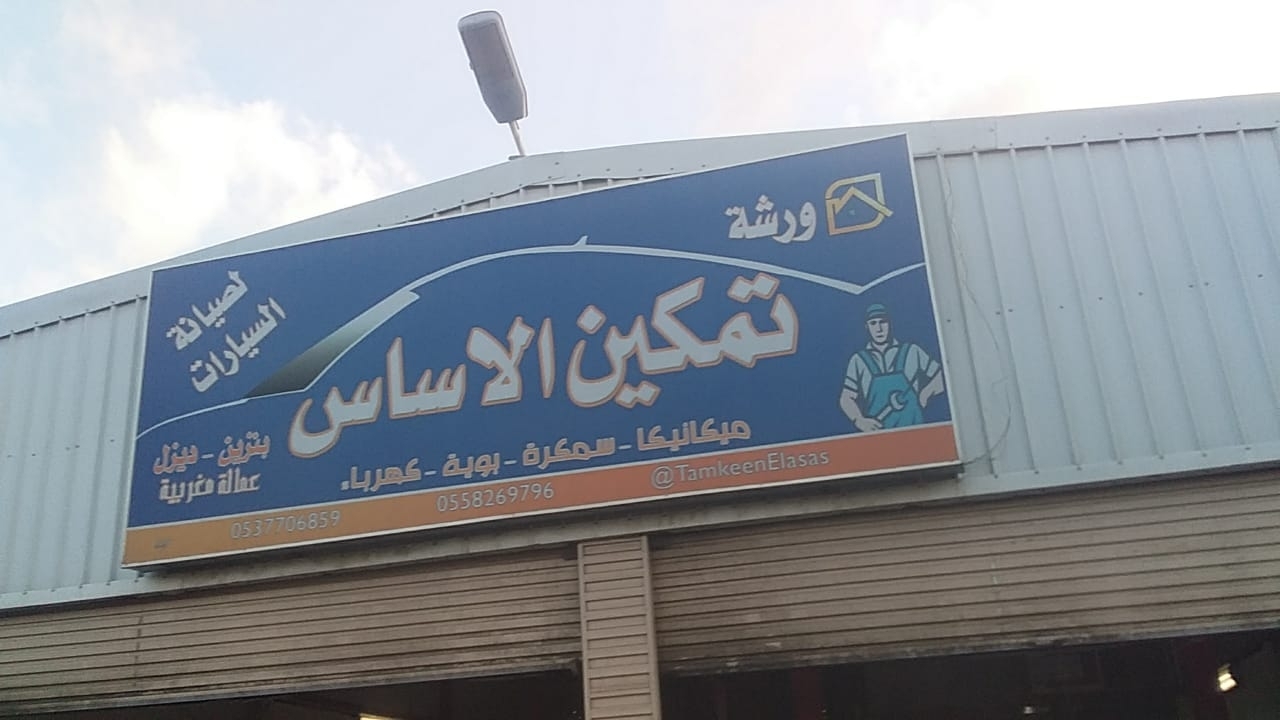 ورشة
تمكين الاساس
لصيانة
السيارات
ميكانيكا - سمكرة - بوية - كهرباء
بنزين - ديزل
عمالة مغربية
@TamkeenElasas
0558269796
0537706859